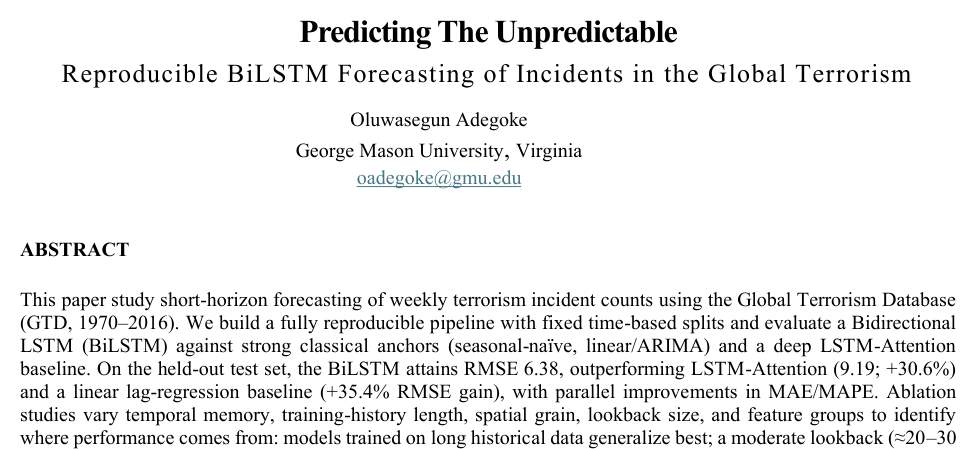 Predicting The Unpredictable
Reproducible BiLSTM Forecasting of Incidents in the Global Terrorism
Oluwasegun Adegoke
George Mason University, Virginia
oadegoke@gmu.edu
ABSTRACT
This paper study short-horizon forecasting of weekly terrorism incident counts using the Global Terrorism Database
(GTD, 1970–2016). We build a fully reproducible pipeline with fixed time-based splits and evaluate a Bidirectional
LSTM (BiLSTM) against strong classical anchors (seasonal-naïve, linear/ARIMA) and a deep LSTM-Attention
baseline. On the held-out test set, the BiLSTM attains RMSE 6.38, outperforming LSTM-Attention (9.19; +30.6%)
and a linear lag-regression baseline (+35.4% RMSE gain), with parallel improvements in MAE/MAPE. Ablation
studies vary temporal memory, training-history length, spatial grain, lookback size, and feature groups to identify
where performance comes from: models trained on long historical data generalize best; a moderate lookback (≈20–30